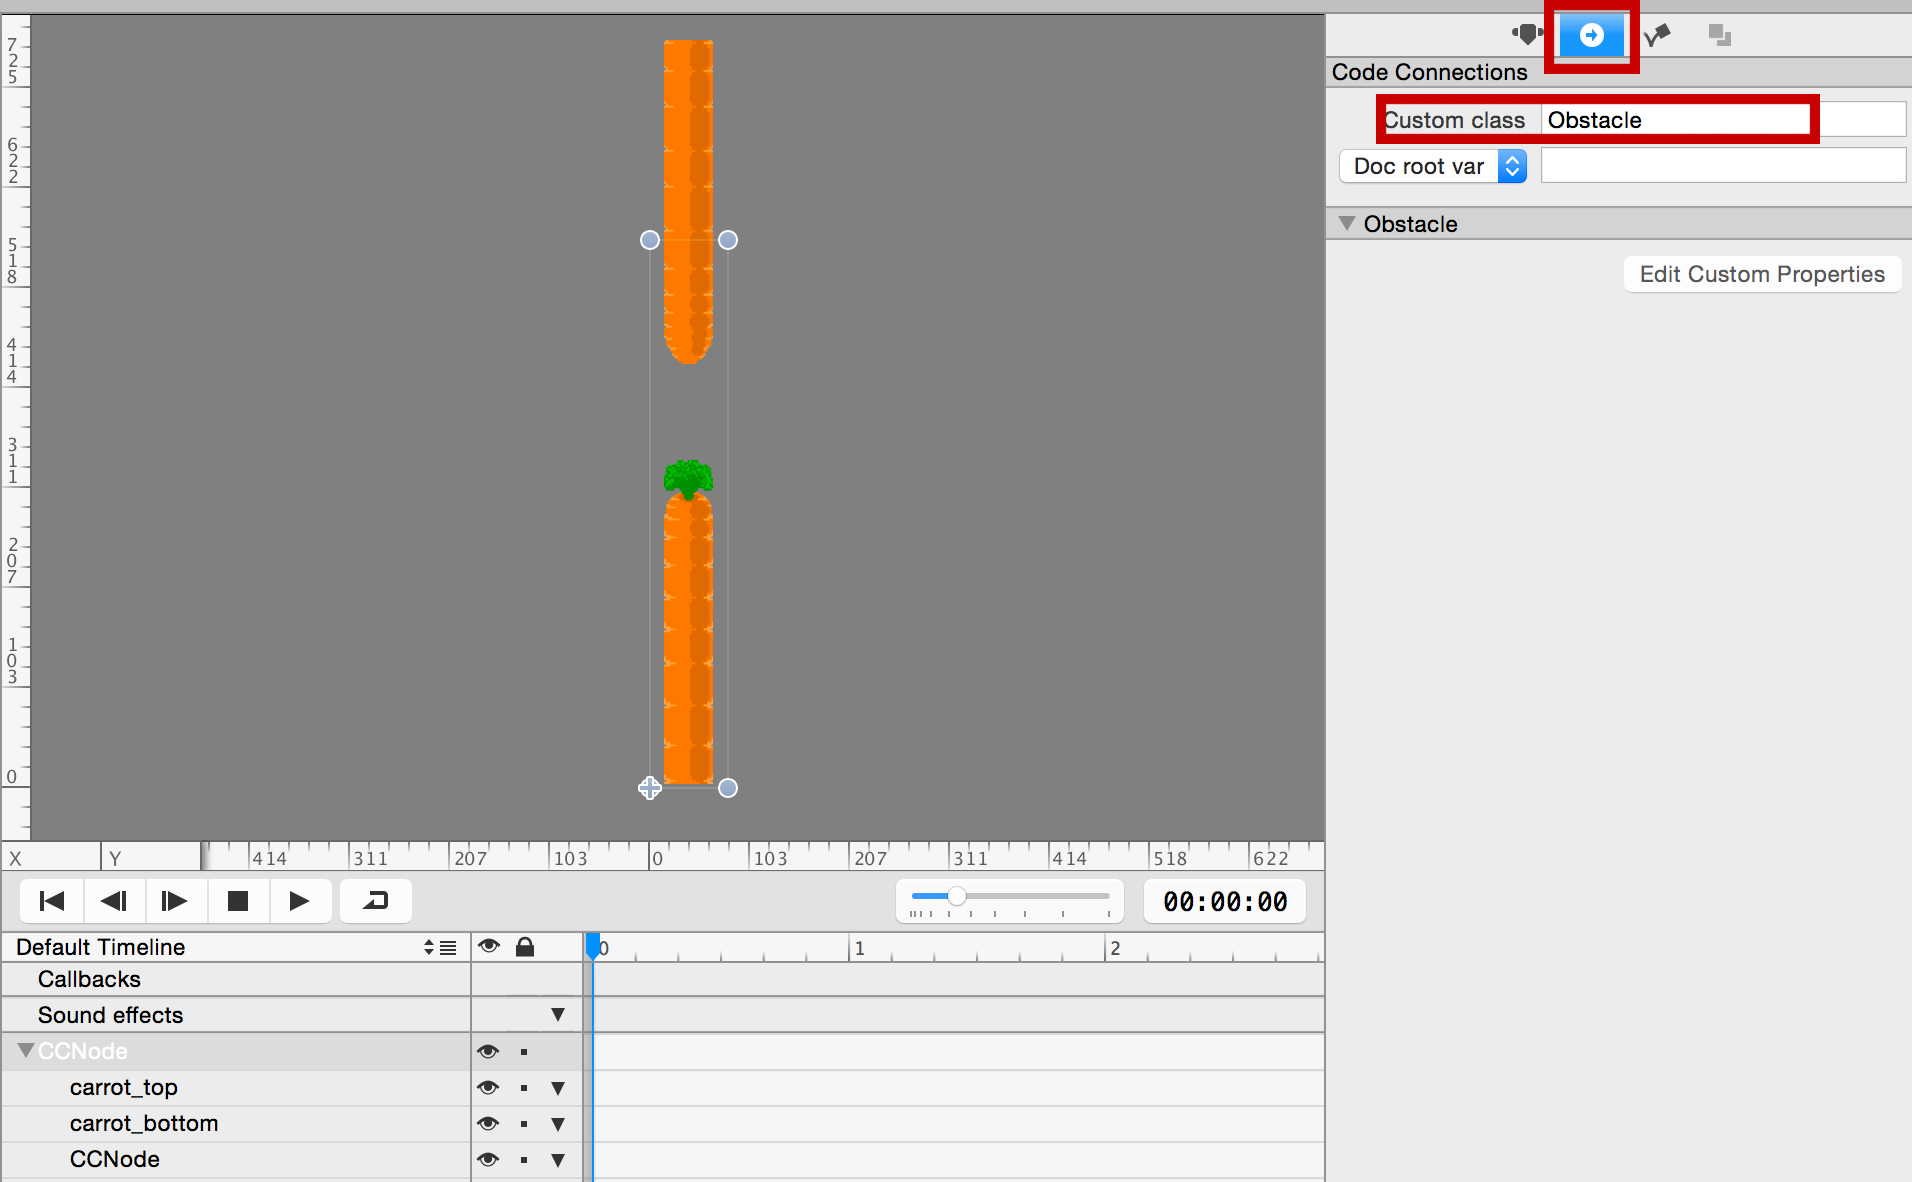 Code Connections
Custom class Obstacle
Doc root var
Obstacle
Edit Custom Properties
725
622
518
414
311
207
103
0
X Y 414 311 207 103 0 103 207 311 414 518 622
00:00:00
Default Timeline 0 1 2
Callbacks
Sound effects
CCNode
carrot_top
carrot_bottom
CCNode